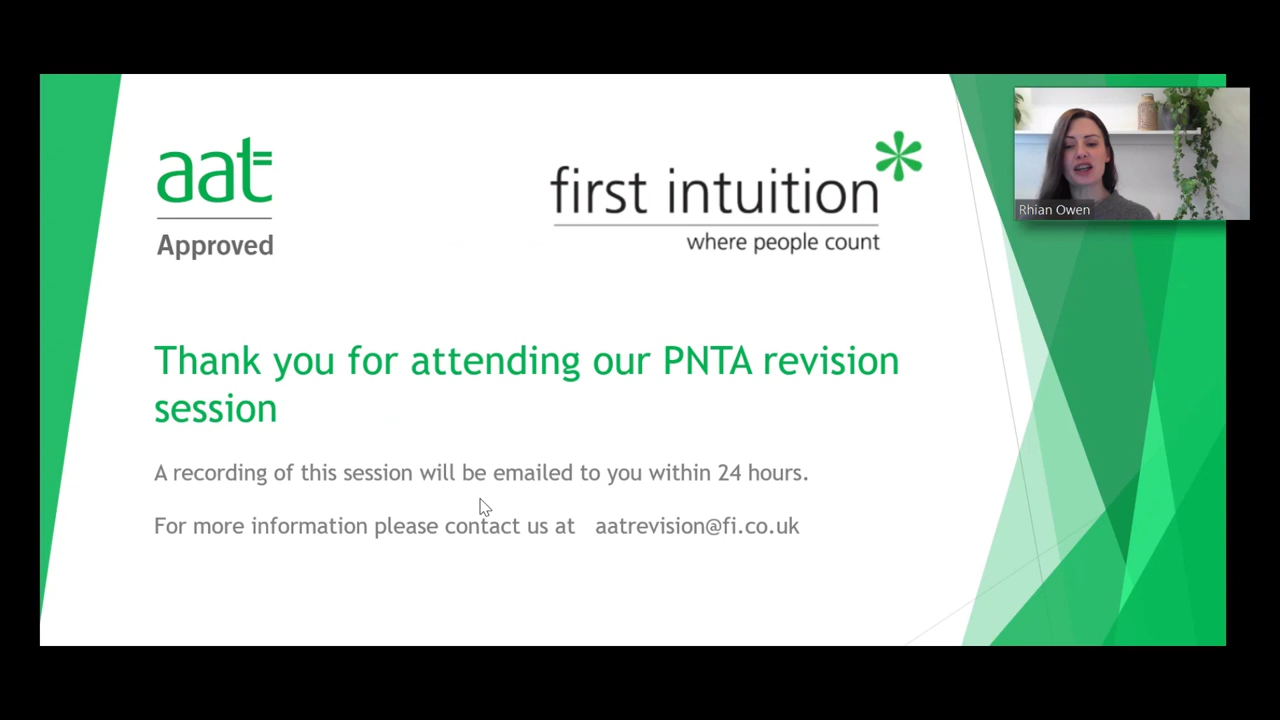 aat
Approved
first intuition
where people count
Rhian Owen
Thank you for attending our PNTA revision
session
A recording of this session will be emailed to you within 24 hours.
For more information please contact us at aatrevision@fi.co.uk